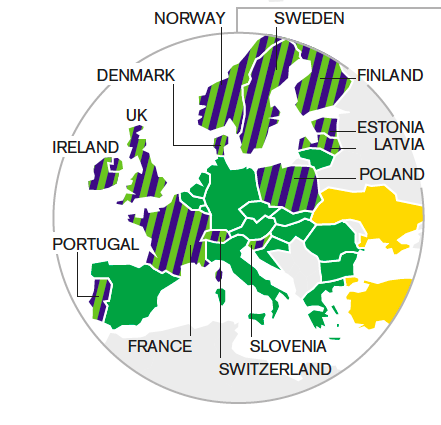 NORWAY
SWEDEN
DENMARK
FINLAND
UK
ESTONIA
IRELAND
LATVIA
POLAND
PORTUGAL
FRANCE
SLOVENIA
SWITZERLAND